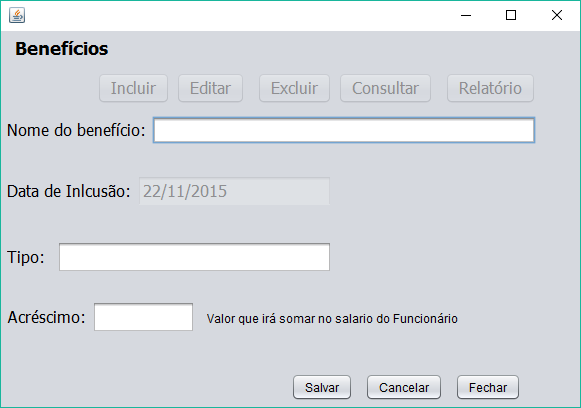 Benefícios
Incluir Editar Excluir Consultar Relatório
Nome do benefício:
Data de Inlcusão: 22/11/2015
Tipo:
Acréscimo: Valor que irá somar no salario do Funcionário
Salvar Cancelar Fechar